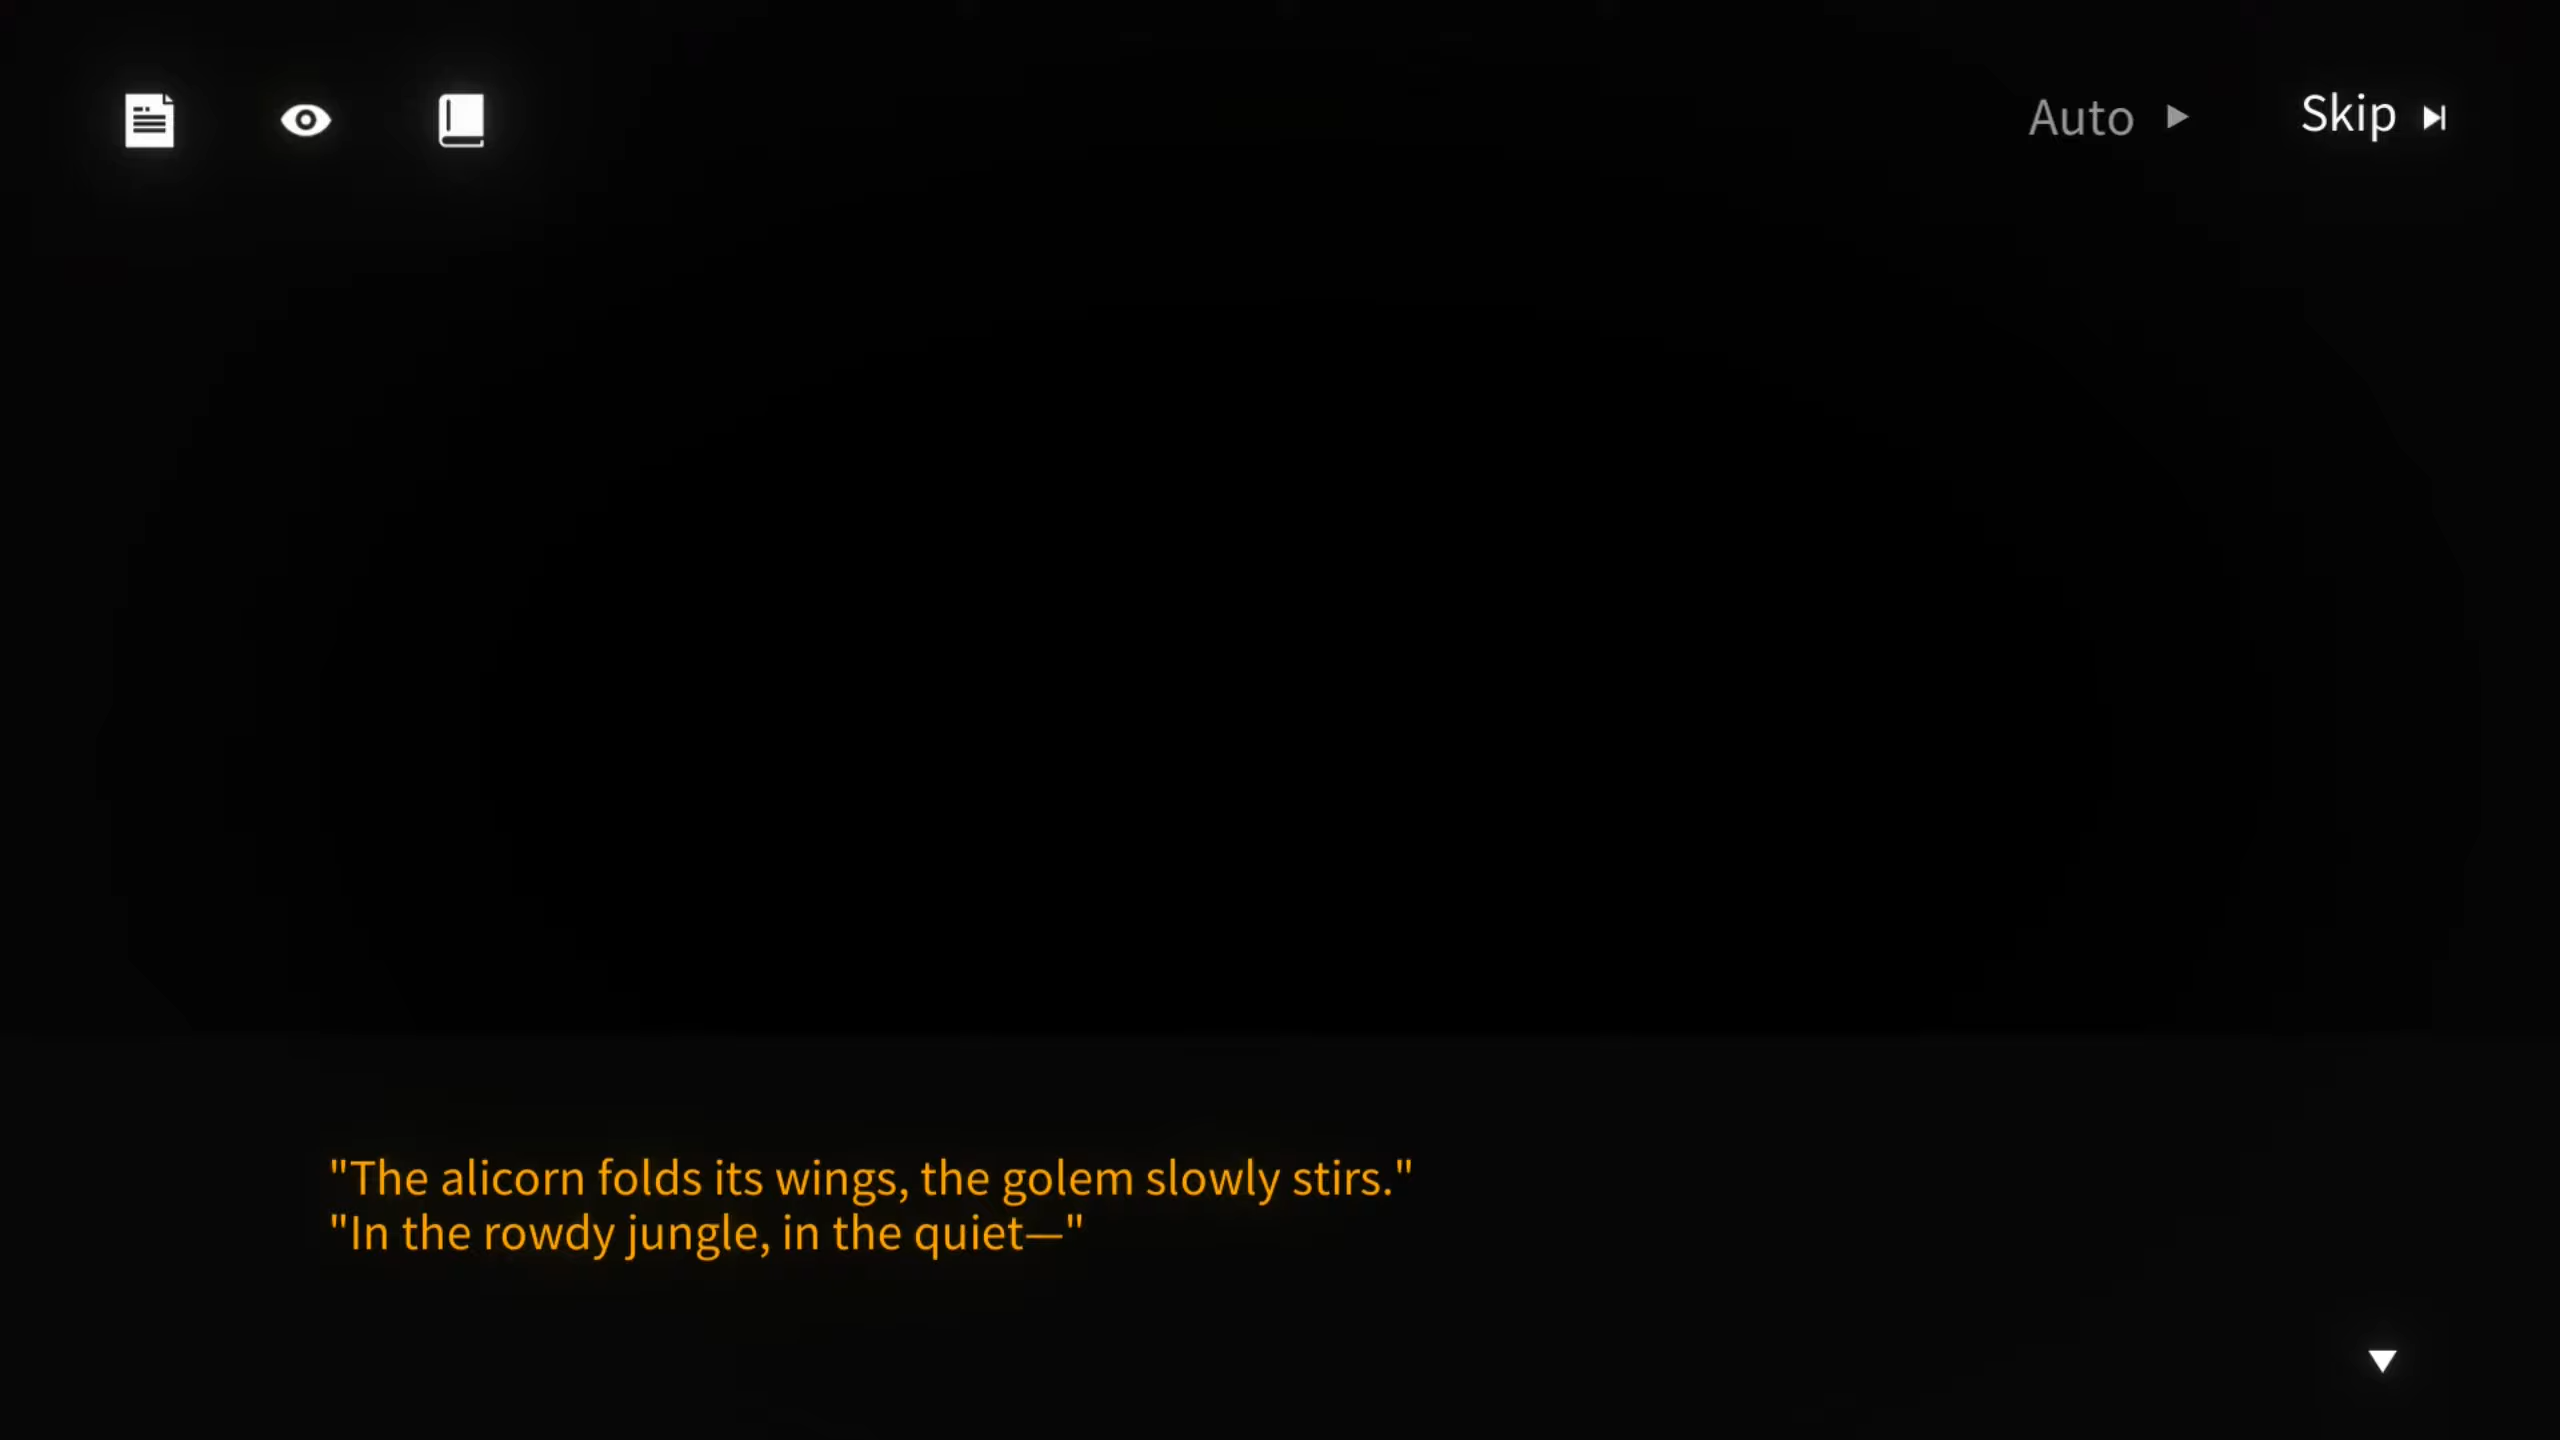 Auto
Skip
"The alicorn folds its wings, the golem slowly stirs."
"In the rowdy jungle, in the quiet—"